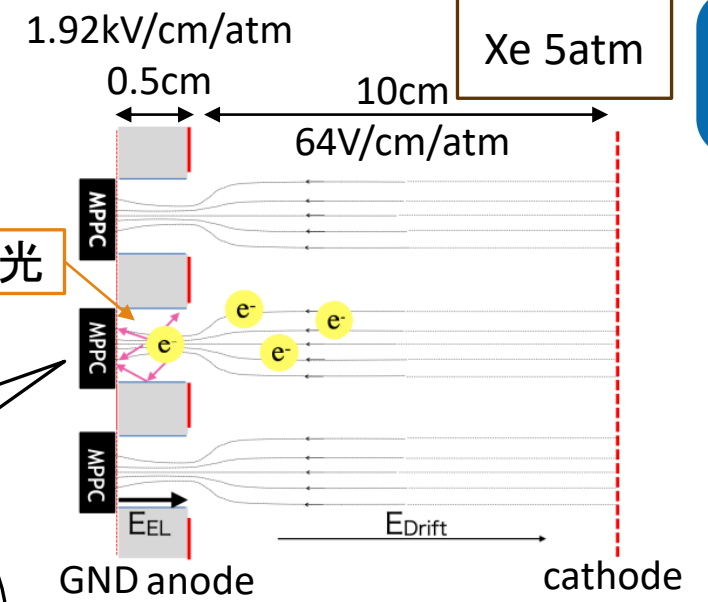 1.92kV/cm/atm
Xe 5atm
0.5cm
10cm
64V/cm/atm
MPPC
光
e-
e-
e-
e-
MPPC
MPPC
EEL
EDrift
GND anode
cathode